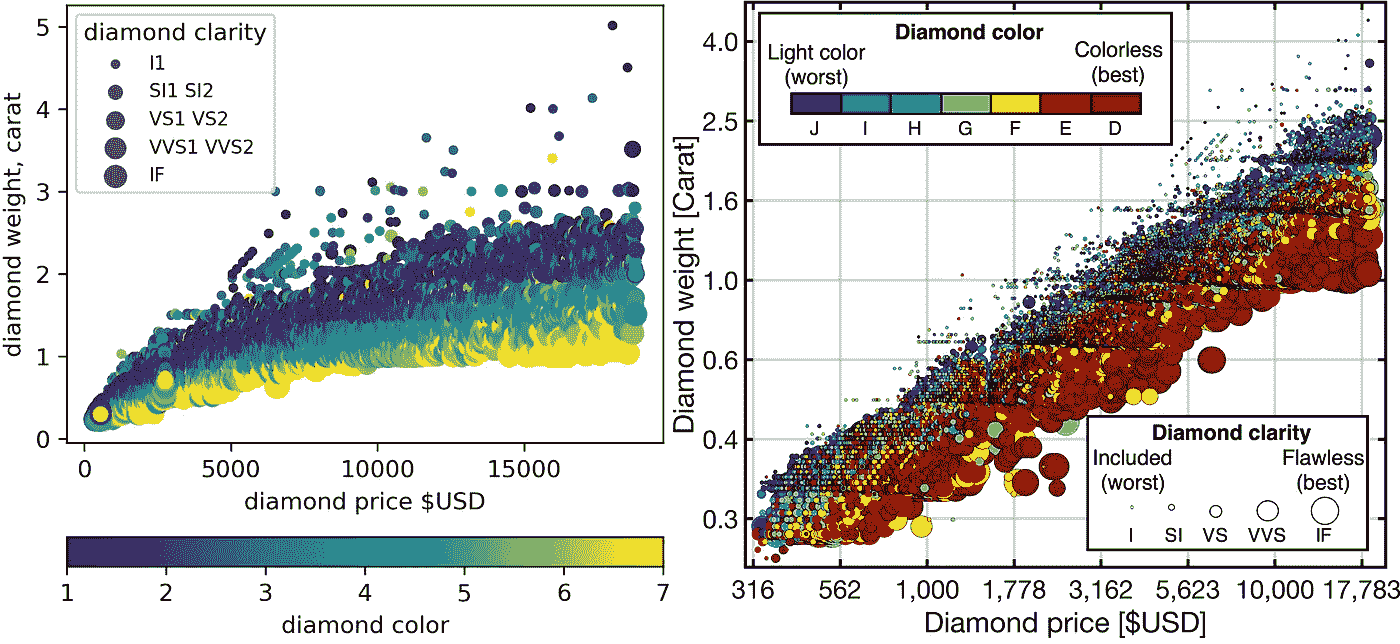 diamond clarity
I1
SI1 SI2
VS1 VS2
VVS1 VVS2
IF
diamond weight, carat
5
4
3
2
1
0
0 5000 10000 15000
diamond price $USD
1 2 3 4 5 6 7
diamond color
Diamond color
Light color Colorless
(worst) (best)
J I H G F E D
Diamond weight [Carat]
4.0
2.5
1.6
1.0
0.6
0.4
0.3
Diamond clarity
Included Flawless
(worst) (best)
I SI VS VVS IF
316 562 1,000 1,778 3,162 5,623 10,000 17,783
Diamond price [$USD]